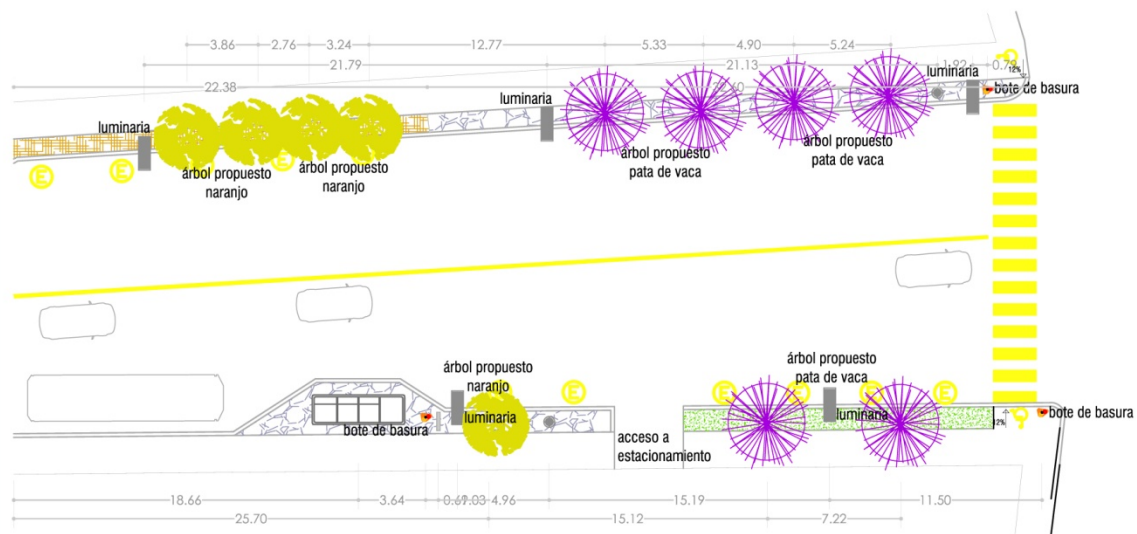 3.86 2.76 3.24 12.77 5.33 4.90 5.24
21.79 21.13 1.92 0.79
12%
22.38
luminaria
bote de basura
luminaria
luminaria
árbol propuesto
pata de vaca
árbol propuesto
pata de vaca
árbol propuesto
naranjo
árbol propuesto
naranjo
E E E
árbol propuesto
naranjo
árbol propuesto
pata de vaca
E E E E E
luminaria
luminaria
bote de basura
bote de basura
12%
acceso a
estacionamiento
18.66 3.64 4.96 15.19 11.50
25.70 15.12 7.22